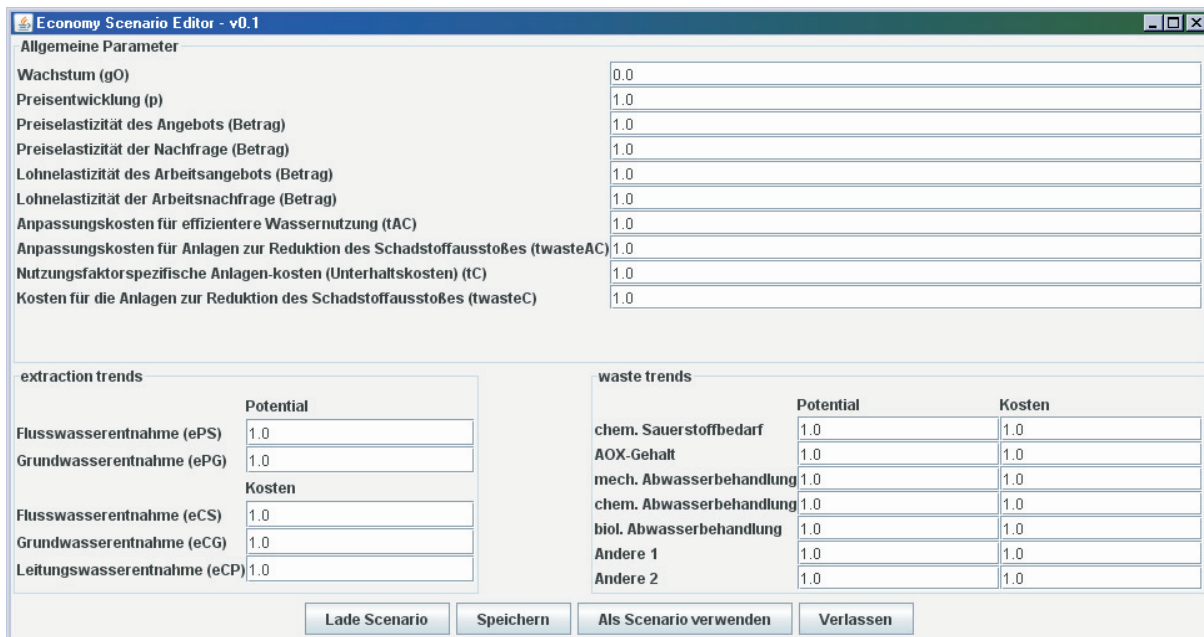 Economy Scenario Editor - v0.1
Allgemeine Parameter
Wachstum (gO) 0.0
Preisentwicklung (p) 1.0
Preiselastizität des Angebots (Betrag) 1.0
Preiselastizität der Nachfrage (Betrag) 1.0
Lohnelastizität des Arbeitsangebots (Betrag) 1.0
Lohnelastizität der Arbeitsnachfrage (Betrag) 1.0
Anpassungskosten für effizientere Wassernutzung (tAC) 1.0
Anpassungskosten für Anlagen zur Reduktion des Schadstoffausstoßes (twasteAC) 1.0
Nutzungsfaktorspezifische Anlagen-kosten (Unterhaltskosten) (tC) 1.0
Kosten für die Anlagen zur Reduktion des Schadstoffausstoßes (twasteC) 1.0
extraction trends
Potential
Flusswasserentnahme (ePS) 1.0
Grundwasserentnahme (ePG) 1.0
Kosten
Flusswasserentnahme (eCS) 1.0
Grundwasserentnahme (eCG) 1.0
Leitungswasserentnahme (eCP) 1.0
waste trends
Potential Kosten
chem. Sauerstoffbedarf 1.0 1.0
AOX-Gehalt 1.0 1.0
mech. Abwasserbehandlung 1.0 1.0
chem. Abwasserbehandlung 1.0 1.0
biol. Abwasserbehandlung 1.0 1.0
Andere 1 1.0 1.0
Andere 2 1.0 1.0
Lade Scenario Speichern Als Scenario verwenden Verlassen